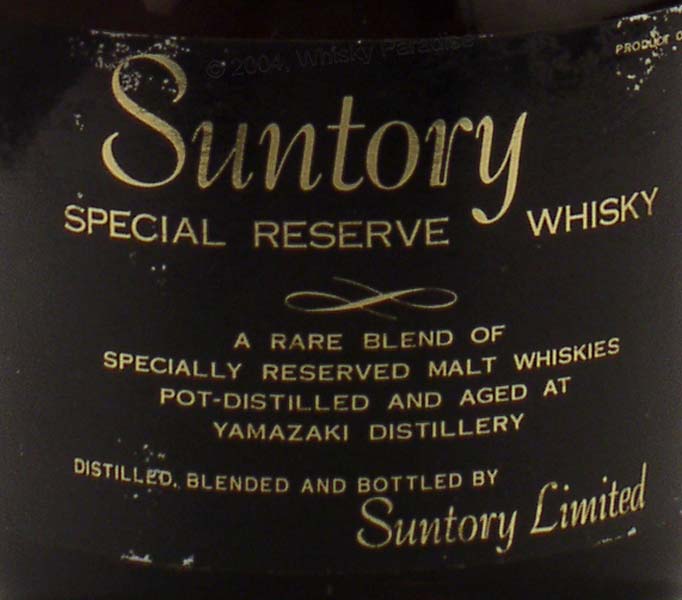 © 2004, Whisky Paradise
PRODUCT O
Suntory
SPECIAL RESERVE WHISKY
A RARE BLEND OF
SPECIALLY RESERVED MALT WHISKIES
POT-DISTILLED AND AGED AT
YAMAZAKI DISTILLERY
DISTILLED, BLENDED AND BOTTLED BY
Suntory Limited